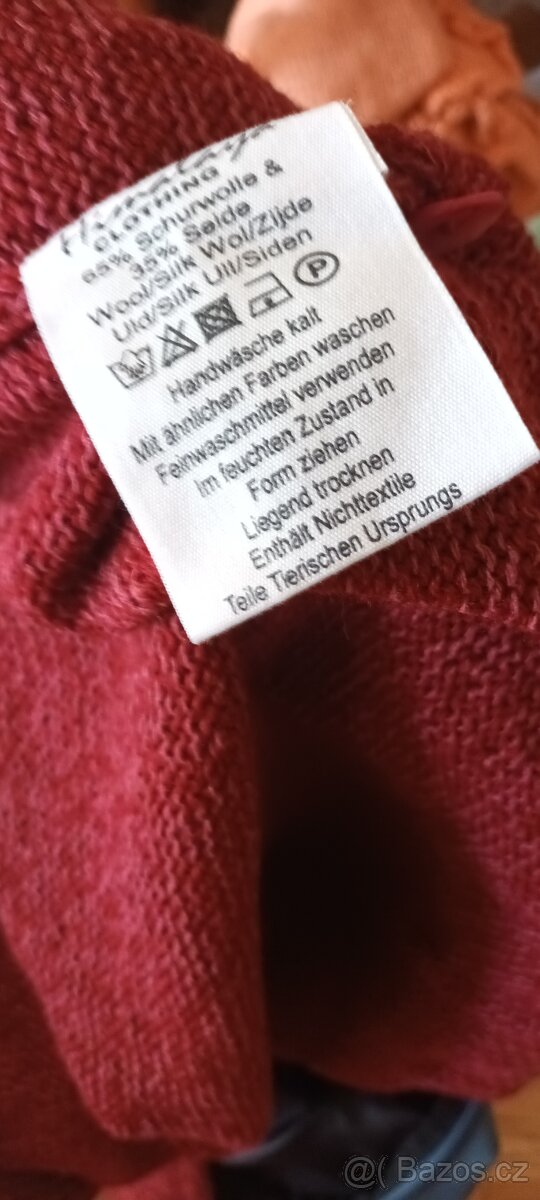 Himalaya
CLOTHING
65% Schurwolle &
35% Seide
Wool/Silk Wol/Zijde
Uld/Silk Ull/Siden
P
Handwäsche kalt
Mit ähnlichen Farben waschen
Feinwaschmittel verwenden
Im feuchten Zustand in
Form ziehen
Liegend trocknen
Enthält Nichttextile
Teile Tierischen Ursprungs
@( Bazos.cz